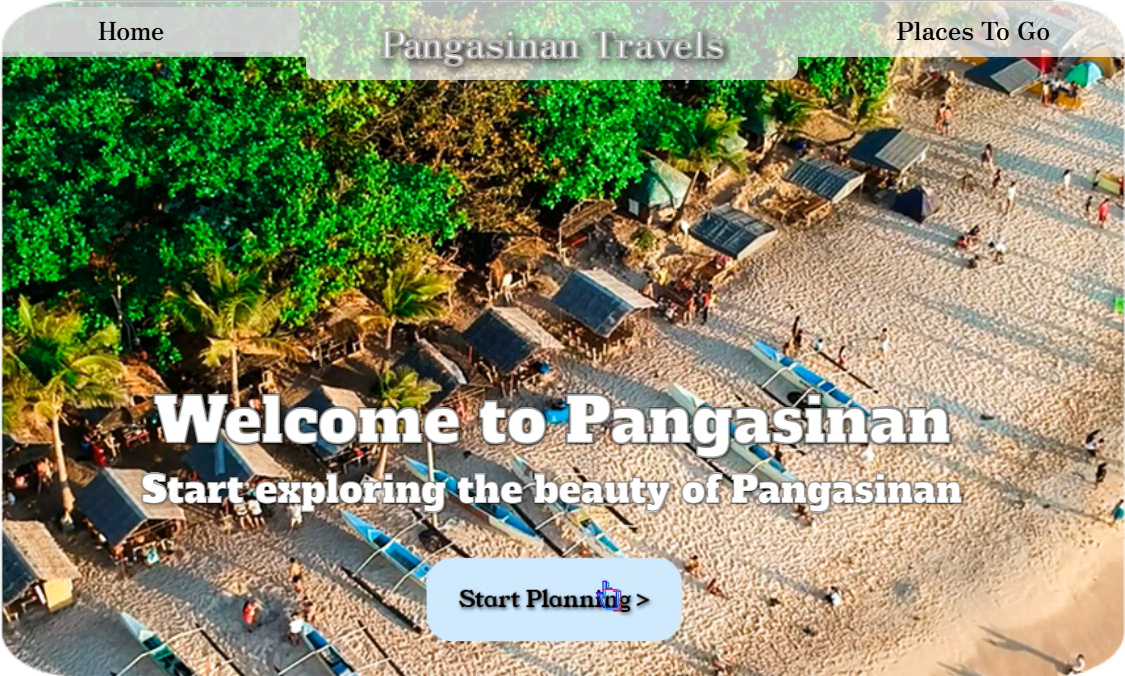 Home
Pangasinan Travels
Places To Go
Welcome to Pangasinan
Start exploring the beauty of Pangasinan
Start Planning >